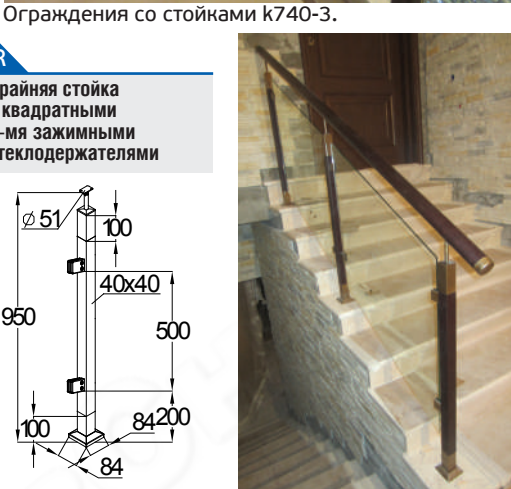 Ограждения со стойками k740-3.
R
райняя стойка
квадратными
-мя зажимными
теклодержателями
ø 51
100
40x40
950
500
100
84
200
84